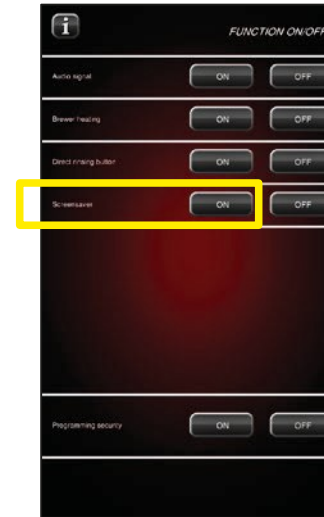 i
FUNCTION ON/OFF
Audio signal ON OFF
Brewer heating ON OFF
Direct rinsing button ON OFF
Screensaver ON OFF
Programming security ON OFF